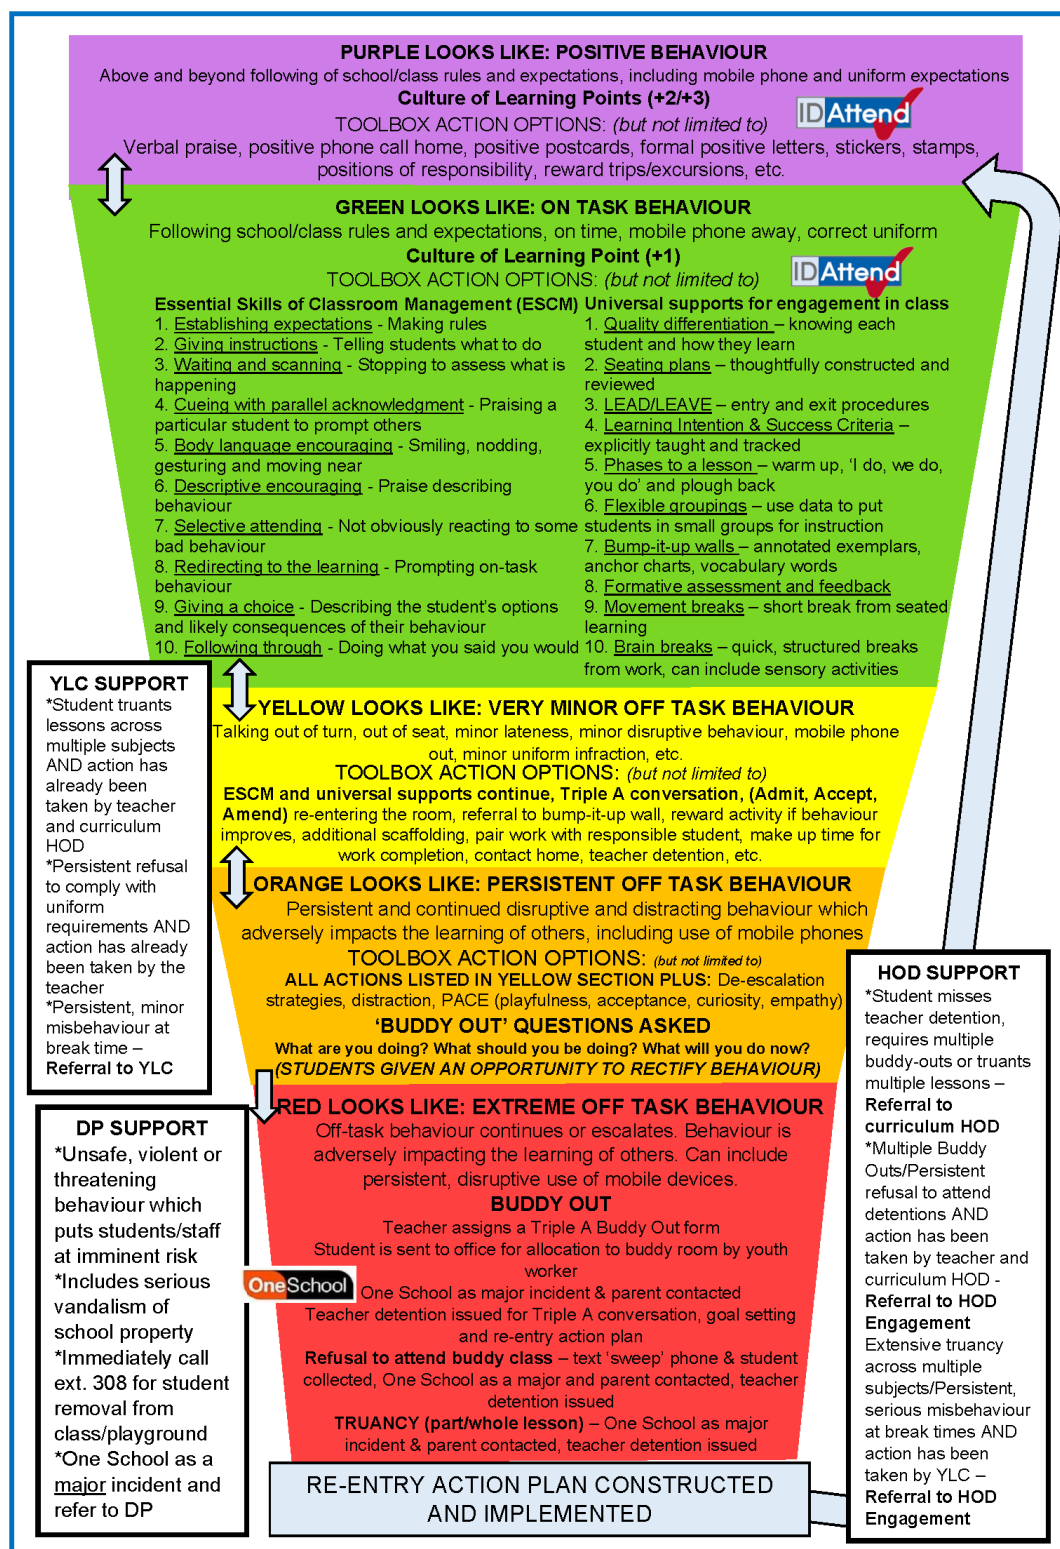 PURPLE LOOKS LIKE: POSITIVE BEHAVIOUR
Above and beyond following of school/class rules and expectations, including mobile phone and uniform expectations
Culture of Learning Points (+2/+3)
TOOLBOX ACTION OPTIONS: (but not limited to)
IDAttend
Verbal praise, positive phone call home, positive postcards, formal positive letters, stickers, stamps,
positions of responsibility, reward trips/excursions, etc.
GREEN LOOKS LIKE: ON TASK BEHAVIOUR
Following school/class rules and expectations, on time, mobile phone away, correct uniform
Culture of Learning Point (+1)
TOOLBOX ACTION OPTIONS: (but not limited to)
IDAttend
Essential Skills of Classroom Management (ESCM)
1. Establishing expectations - Making rules
2. Giving instructions - Telling students what to do
3. Waiting and scanning - Stopping to assess what is
happening
4. Cueing with parallel acknowledgment - Praising a
particular student to prompt others
5. Body language encouraging - Smiling, nodding,
gesturing and moving near
6. Descriptive encouraging - Praise describing
behaviour
7. Selective attending - Not obviously reacting to some
bad behaviour
8. Redirecting to the learning - Prompting on-task
behaviour
9. Giving a choice - Describing the student's options
and likely consequences of their behaviour
10. Following through - Doing what you said you would
Universal supports for engagement in class
1. Quality differentiation – knowing each
student and how they learn
2. Seating plans – thoughtfully constructed and
reviewed
3. LEAD/LEAVE – entry and exit procedures
4. Learning Intention & Success Criteria –
explicitly taught and tracked
5. Phases to a lesson – warm up, 'I do, we do,
you do' and plough back
6. Flexible groupings – use data to put
students in small groups for instruction
7. Bump-it-up walls – annotated exemplars,
anchor charts, vocabulary words
8. Formative assessment and feedback
9. Movement breaks – short break from seated
learning
10. Brain breaks – quick, structured breaks
from work, can include sensory activities
YLC SUPPORT
*Student truants
lessons across
multiple subjects
AND action has
already been
taken by teacher
and curriculum
HOD
*Persistent refusal
to comply with
uniform
requirements AND
action has already
been taken by the
teacher
*Persistent, minor
misbehaviour at
break time –
Referral to YLC
YELLOW LOOKS LIKE: VERY MINOR OFF TASK BEHAVIOUR
Talking out of turn, out of seat, minor lateness, minor disruptive behaviour, mobile phone
out, minor uniform infraction, etc.
TOOLBOX ACTION OPTIONS: (but not limited to)
ESCM and universal supports continue, Triple A conversation, (Admit, Accept,
Amend) re-entering the room, referral to bump-it-up wall, reward activity if behaviour
improves, additional scaffolding, pair work with responsible student, make up time for
work completion, contact home, teacher detention, etc.
ORANGE LOOKS LIKE: PERSISTENT OFF TASK BEHAVIOUR
Persistent and continued disruptive and distracting behaviour which
adversely impacts the learning of others, including use of mobile phones
TOOLBOX ACTION OPTIONS: (but not limited to)
ALL ACTIONS LISTED IN YELLOW SECTION PLUS: De-escalation
strategies, distraction, PACE (playfulness, acceptance, curiosity, empathy)
'BUDDY OUT' QUESTIONS ASKED
What are you doing? What should you be doing? What will you do now?
(STUDENTS GIVEN AN OPPORTUNITY TO RECTIFY BEHAVIOUR)
RED LOOKS LIKE: EXTREME OFF TASK BEHAVIOUR
Off-task behaviour continues or escalates. Behaviour is
adversely impacting the learning of others. Can include
persistent, disruptive use of mobile devices.
BUDDY OUT
Teacher assigns a Triple A Buddy Out form
Student is sent to office for allocation to buddy room by youth
worker
One School as major incident & parent contacted
Teacher detention issued for Triple A conversation, goal setting
and re-entry action plan
Refusal to attend buddy class – text 'sweep' phone & student
collected, One School as a major and parent contacted, teacher
detention issued
TRUANCY (part/whole lesson) – One School as major
incident & parent contacted, teacher detention issued
OneSchool
DP SUPPORT
*Unsafe, violent or
threatening
behaviour which
puts students/staff
at imminent risk
*Includes serious
vandalism of
school property
*Immediately call
ext. 308 for student
removal from
class/playground
*One School as a
major incident and
refer to DP
HOD SUPPORT
*Student misses
teacher detention,
requires multiple
buddy-outs or truants
multiple lessons –
Referral to
curriculum HOD
*Multiple Buddy
Outs/Persistent
refusal to attend
detentions AND
action has been
taken by teacher and
curriculum HOD -
Referral to HOD
Engagement
Extensive truancy
across multiple
subjects/Persistent,
serious misbehaviour
at break times AND
action has been
taken by YLC –
Referral to HOD
Engagement
RE-ENTRY ACTION PLAN CONSTRUCTED
AND IMPLEMENTED